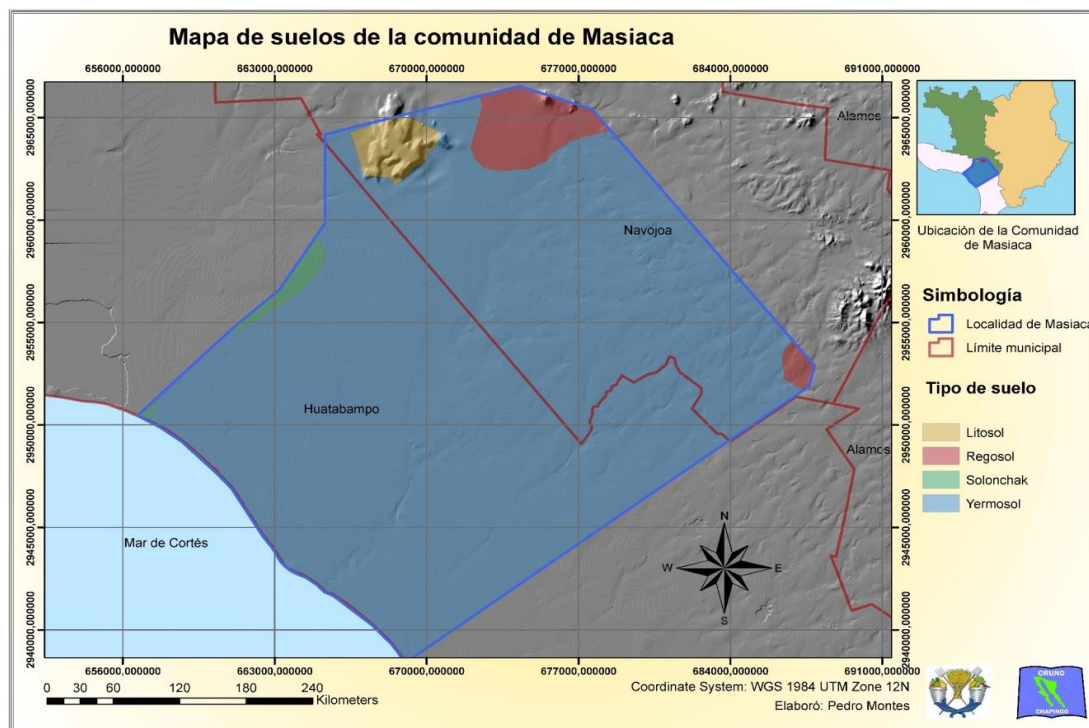 Mapa de suelos de la comunidad de Masiaca
656000,000000 663000,000000 670000,000000 677000,000000 684000,000000 691000,000000
2965000,000000
2960000,000000
2955000,000000
2950000,000000
2945000,000000
2940000,000000
Alamos
Navojoa
Huatabampo
Alamos
Mar de Cortés
N
W
E
S
2965000,000000
2960000,000000
2955000,000000
2950000,000000
2945000,000000
2940000,000000
656000,000000 663000,000000 670000,000000 677000,000000 684000,000000 691000,000000
Ubicación de la Comunidad
de Masiaca
Simbología
Localidad de Masiaca
Límite municipal
Tipo de suelo
Litosol
Regosol
Solonchak
Yermosol
0 30 60 120 180 240
Kilometers
Coordinate System: WGS 1984 UTM Zone 12N
Elaboró: Pedro Montes
CRUNO
CHAPINGO